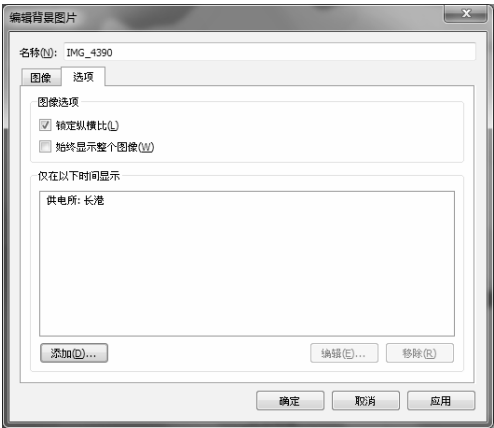 编辑背景图片
名称(N): IMG_4390
图像 选项
图像选项
锁定纵横比(L)
始终显示整个图像(W)
仅在以下时间显示
供电所: 长港
添加(D)... 编辑(E)... 移除(R)
确定 取消 应用